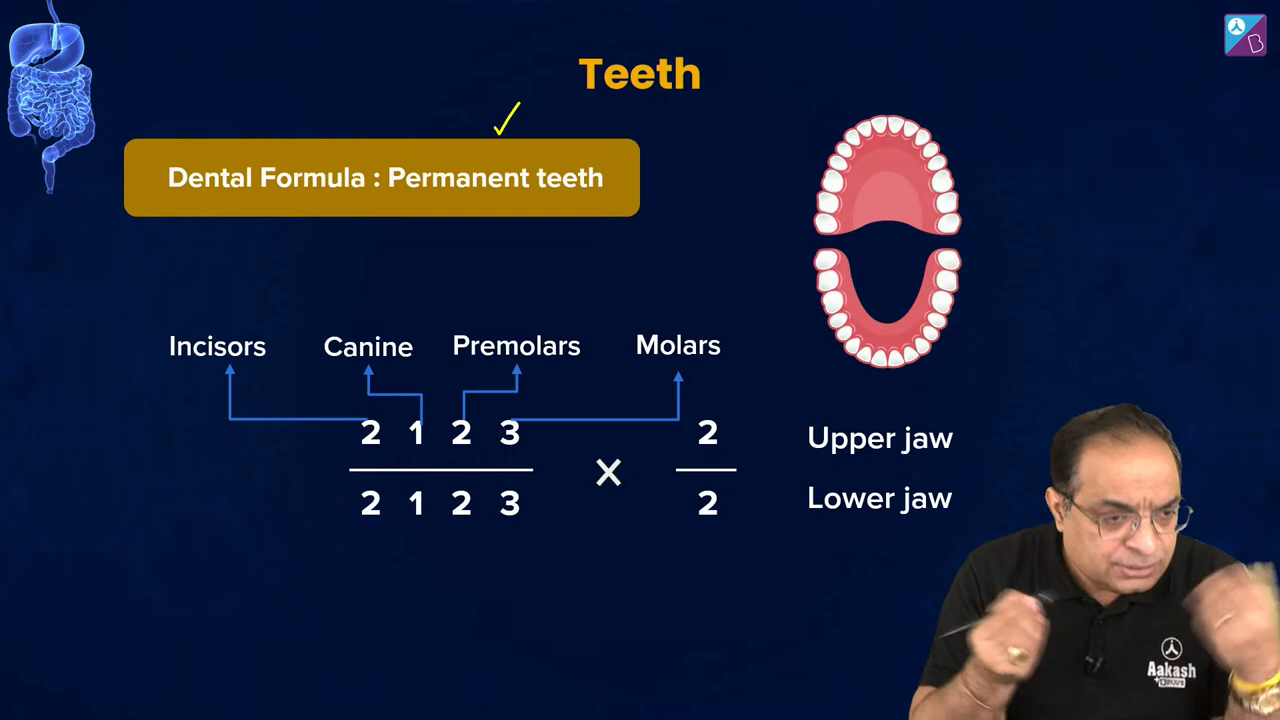 Teeth
Dental Formula : Permanent teeth
Incisors Canine Premolars Molars
2 1 2 3 × 2 Upper jaw
2 1 2 3 2 Lower jaw
Aakash